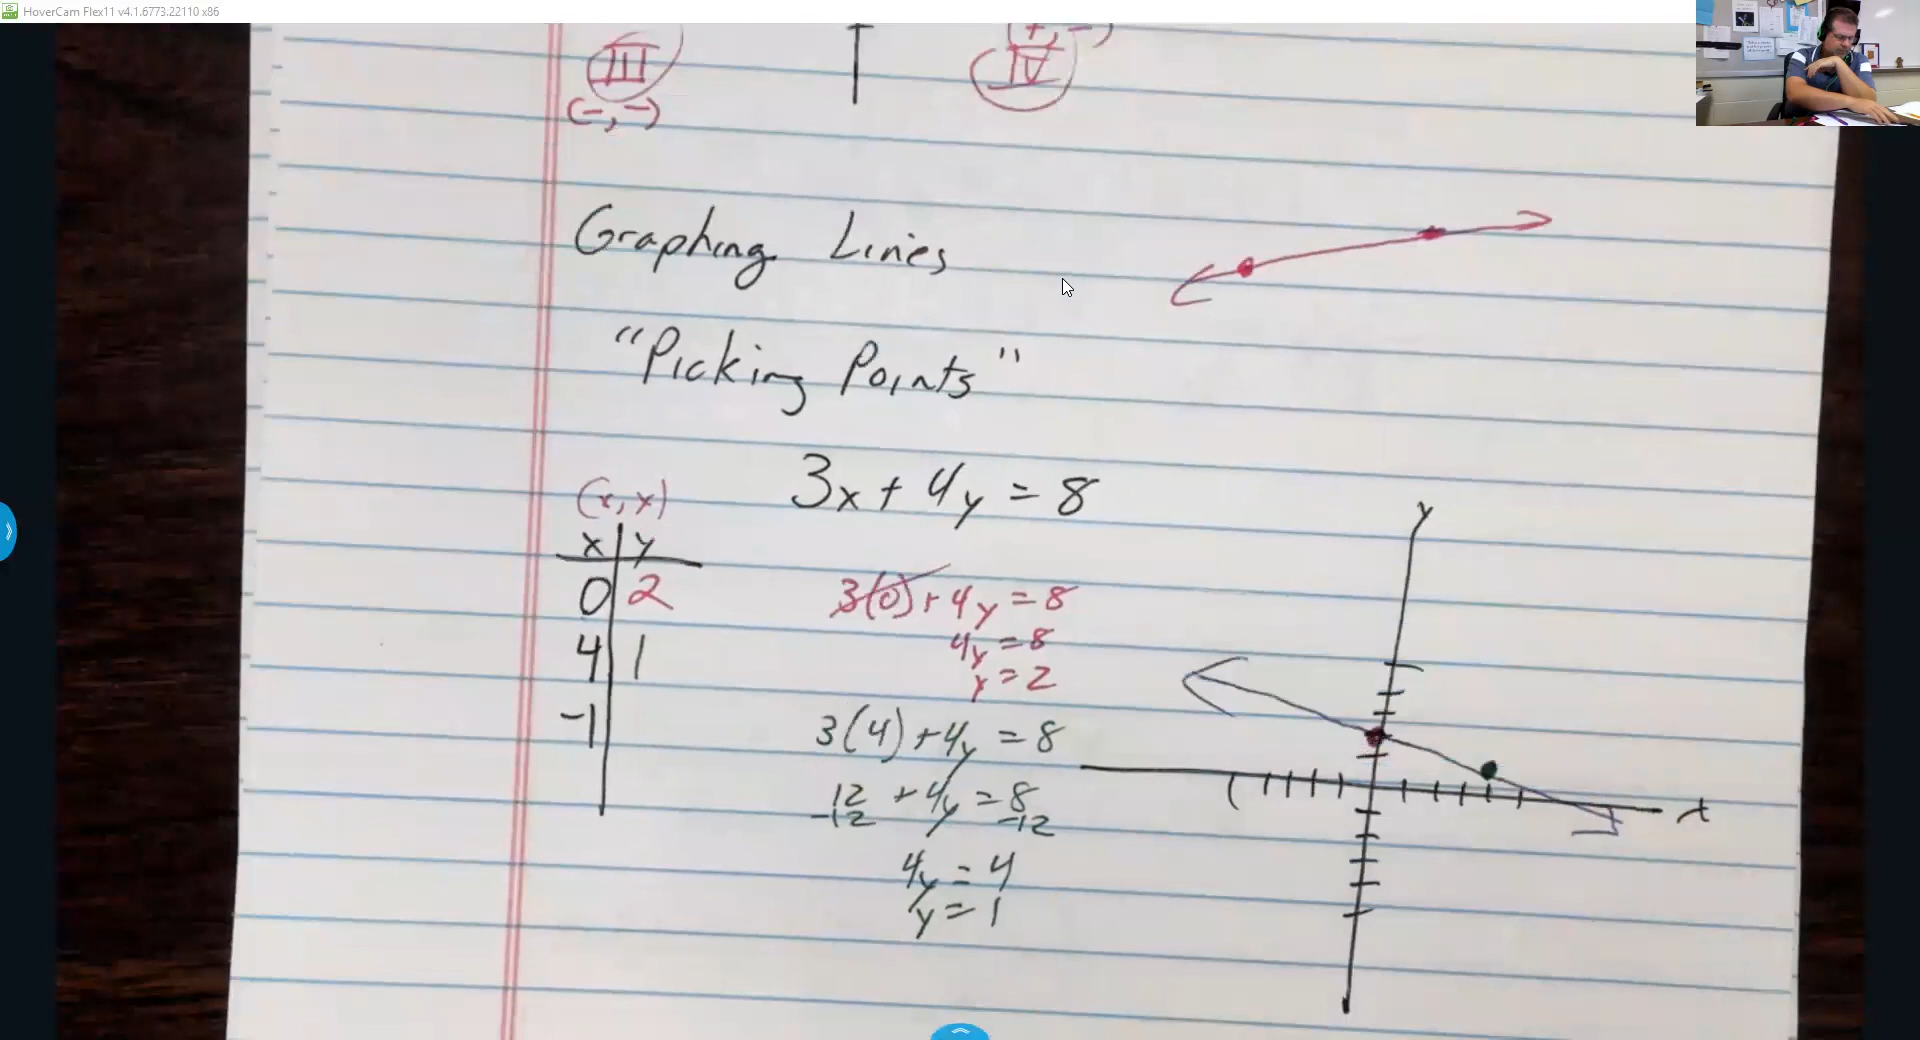 HoverCam Flex11 v4.1.6773.22110 x86
III
(-, -)
(+, -)
IV
Graphing Lines
"Picking Points"
3x + 4y = 8
(x, y)
x y
0 2
4 1
-1
3(0) + 4y = 8
4y = 8
y = 2
3(4) + 4y = 8
12 + 4y = 8
-12 -12
4y = 4
y = 1
y
x